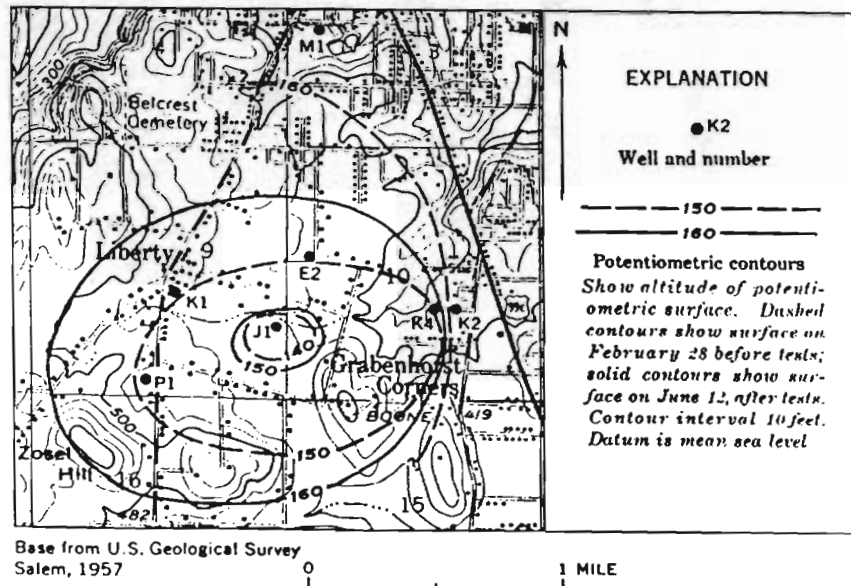 M1
N
300
160
Belcrest
Cemetery
EXPLANATION
K2
Well and number
150
160
Liberty
9
E2
10
K1
J1
R4
K2
40
150
Grabenhorst
Corners
P1
BOONE
419
500
150
Zosel
Hill
16
160
15
482
Potentiometric contours
Show altitude of potenti-
ometric surface. Dashed
contours show surface on
February 28 before tests;
solid contours show sur-
face on June 12, after tests.
Contour interval 10 feet.
Datum is mean sea level
Base from U.S. Geological Survey
Salem, 1957
0
1 MILE